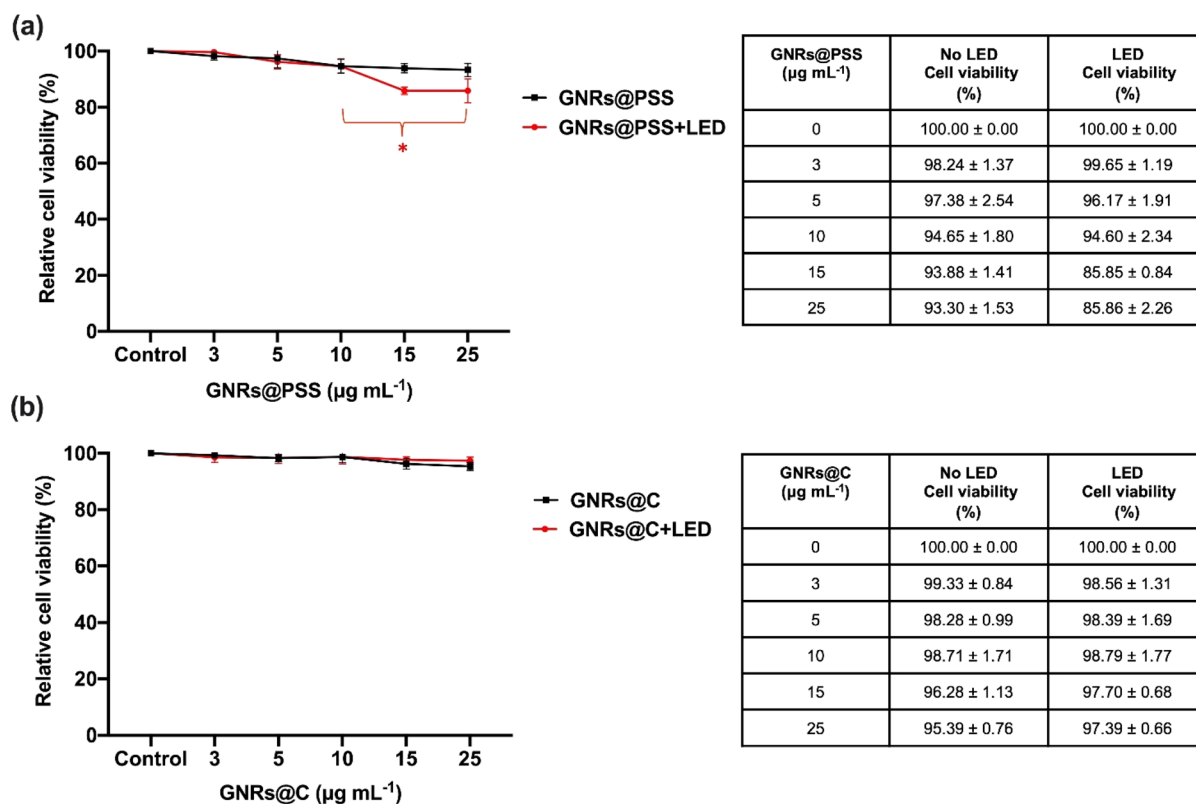 (a)
100
80
60
40
20
0
Relative cell viability (%)
Control 3 5 10 15 25
GNRs@PSS (µg mL⁻¹)
GNRs@PSS
GNRs@PSS+LED
*
GNRs@PSS (µg mL⁻¹) No LED Cell viability (%) LED Cell viability (%)
0 100.00 ± 0.00 100.00 ± 0.00
3 98.24 ± 1.37 99.65 ± 1.19
5 97.38 ± 2.54 96.17 ± 1.91
10 94.65 ± 1.80 94.60 ± 2.34
15 93.88 ± 1.41 85.85 ± 0.84
25 93.30 ± 1.53 85.86 ± 2.26
(b)
100
80
60
40
20
0
Relative cell viability (%)
Control 3 5 10 15 25
GNRs@C (µg mL⁻¹)
GNRs@C
GNRs@C+LED
GNRs@C (µg mL⁻¹) No LED Cell viability (%) LED Cell viability (%)
0 100.00 ± 0.00 100.00 ± 0.00
3 99.33 ± 0.84 98.56 ± 1.31
5 98.28 ± 0.99 98.39 ± 1.69
10 98.71 ± 1.71 98.79 ± 1.77
15 96.28 ± 1.13 97.70 ± 0.68
25 95.39 ± 0.76 97.39 ± 0.66